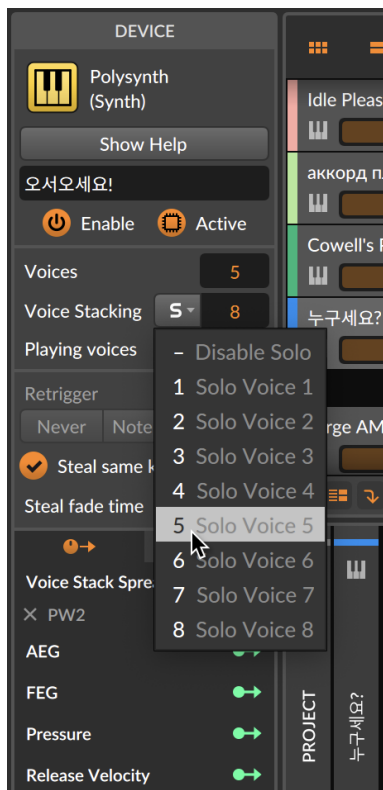 DEVICE
Polysynth
(Synth)
Show Help
오서오세요!
Enable
Active
Voices
5
Voice Stacking
S
8
Playing voices
– Disable Solo
1 Solo Voice 1
2 Solo Voice 2
3 Solo Voice 3
4 Solo Voice 4
5 Solo Voice 5
6 Solo Voice 6
7 Solo Voice 7
8 Solo Voice 8
Retrigger
Never
Note
Steal same k
Steal fade time
Voice Stack Spre
× PW2
AEG
FEG
Pressure
Release Velocity
Idle Pleas
аккорд п
Cowell's
누구세요?
rge AM
PROJECT
누구세요?